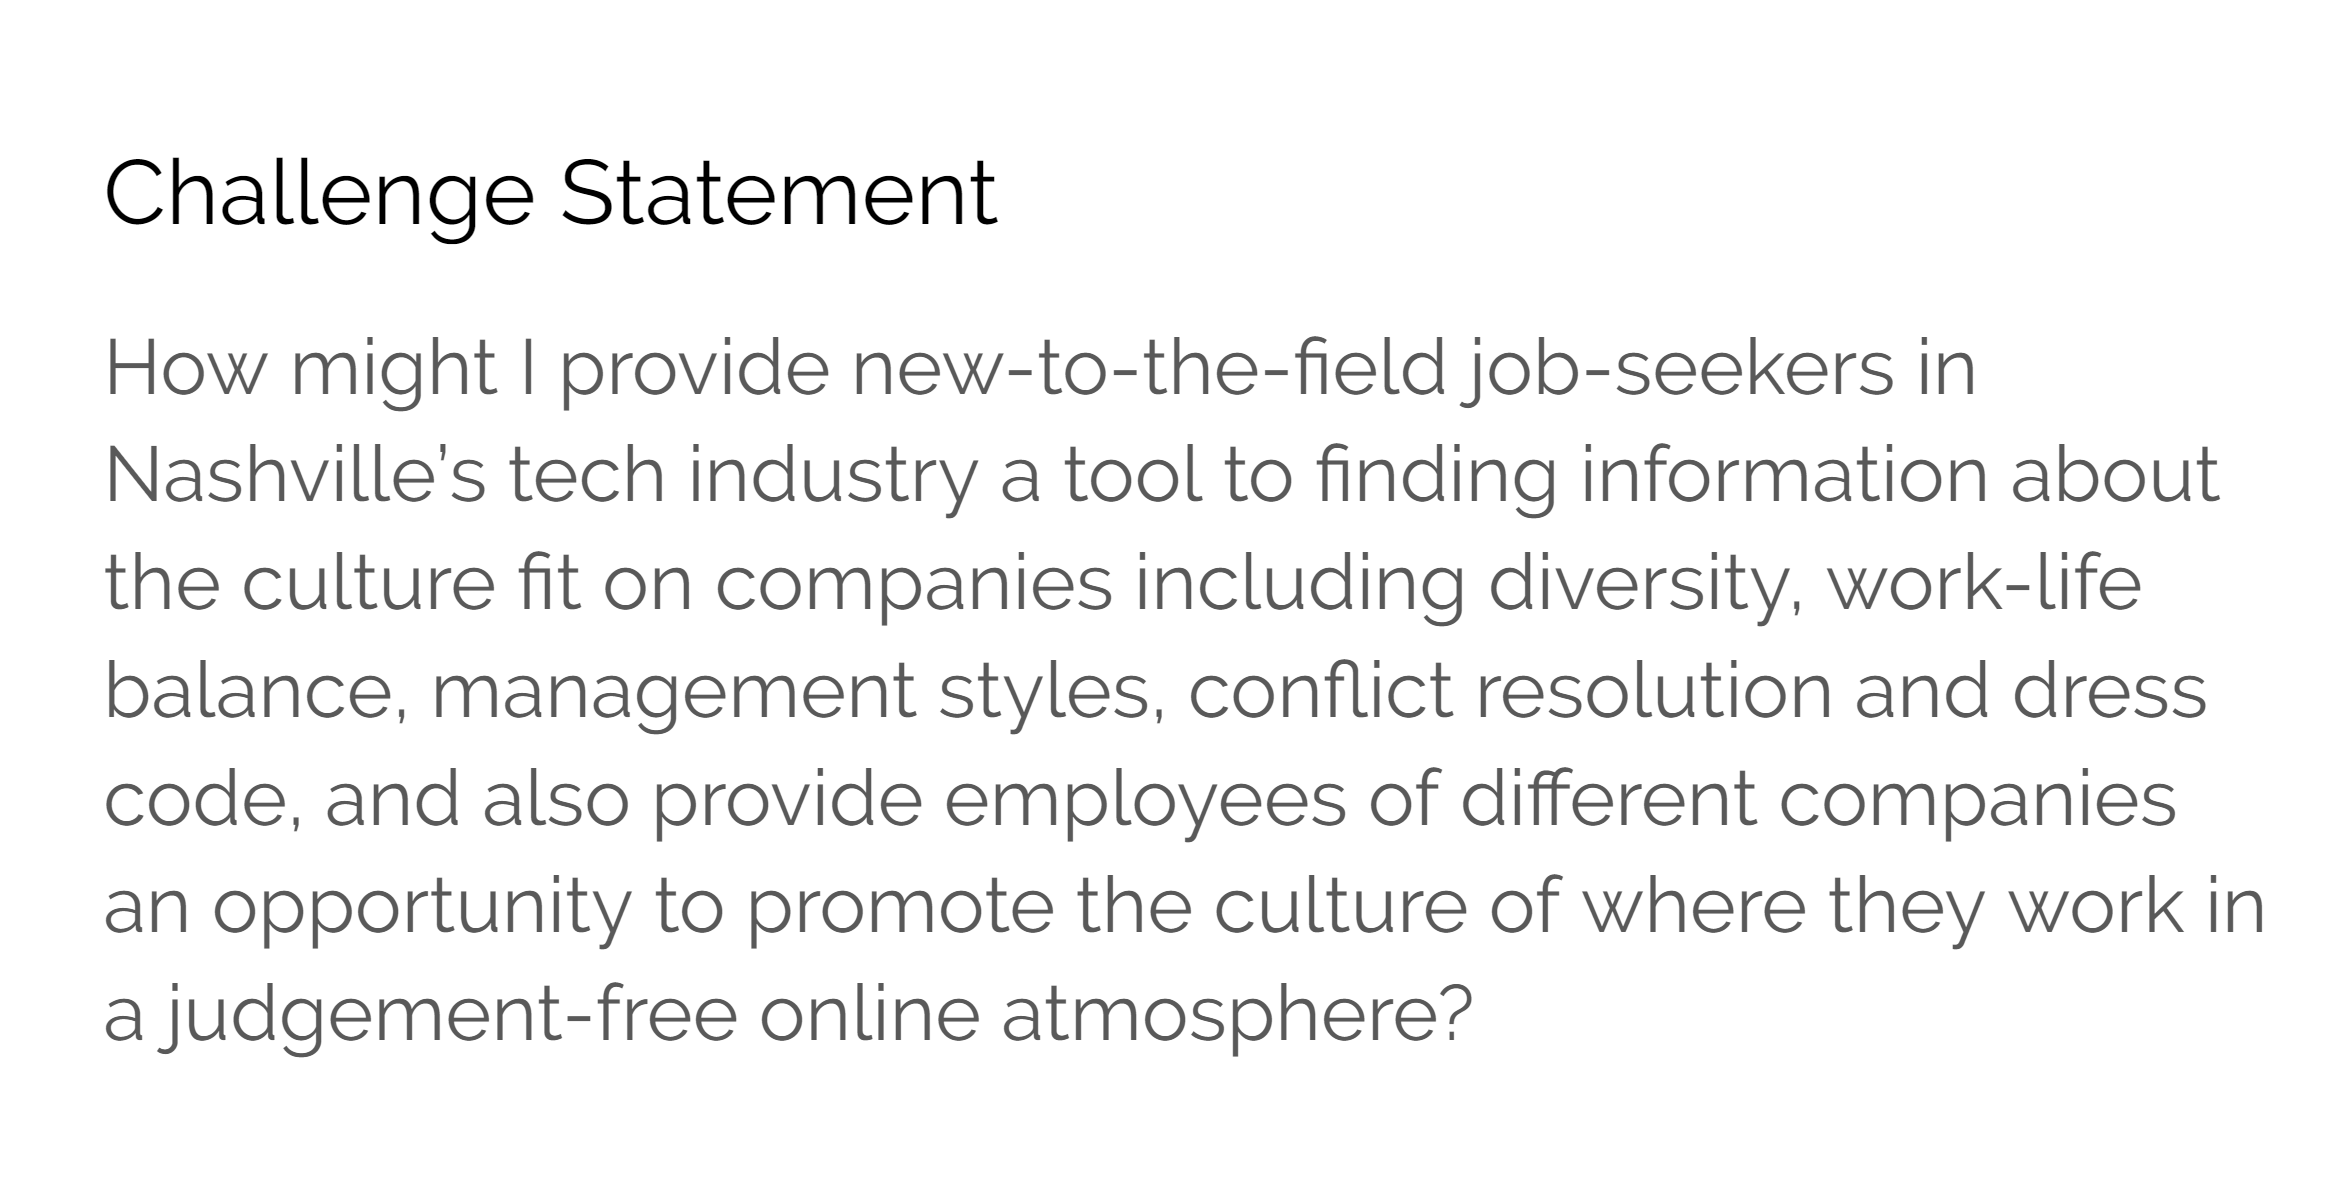 Challenge Statement
How might I provide new-to-the-field job-seekers in
Nashville’s tech industry a tool to finding information about
the culture fit on companies including diversity, work-life
balance, management styles, conflict resolution and dress
code, and also provide employees of different companies
an opportunity to promote the culture of where they work in
a judgement-free online atmosphere?